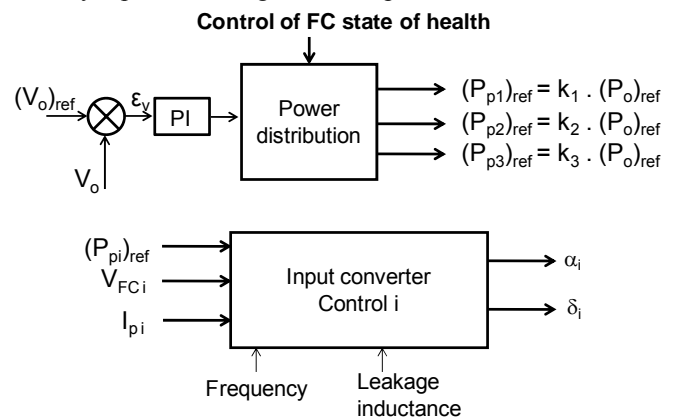 Control of FC state of health
(V_o)_ref
ε_v
PI
Power
distribution
(P_p1)_ref = k_1 . (P_o)_ref
(P_p2)_ref = k_2 . (P_o)_ref
(P_p3)_ref = k_3 . (P_o)_ref
V_o
(P_pi)_ref
V_FC i
I_p i
Input converter
Control i
α_i
δ_i
Frequency
Leakage
inductance